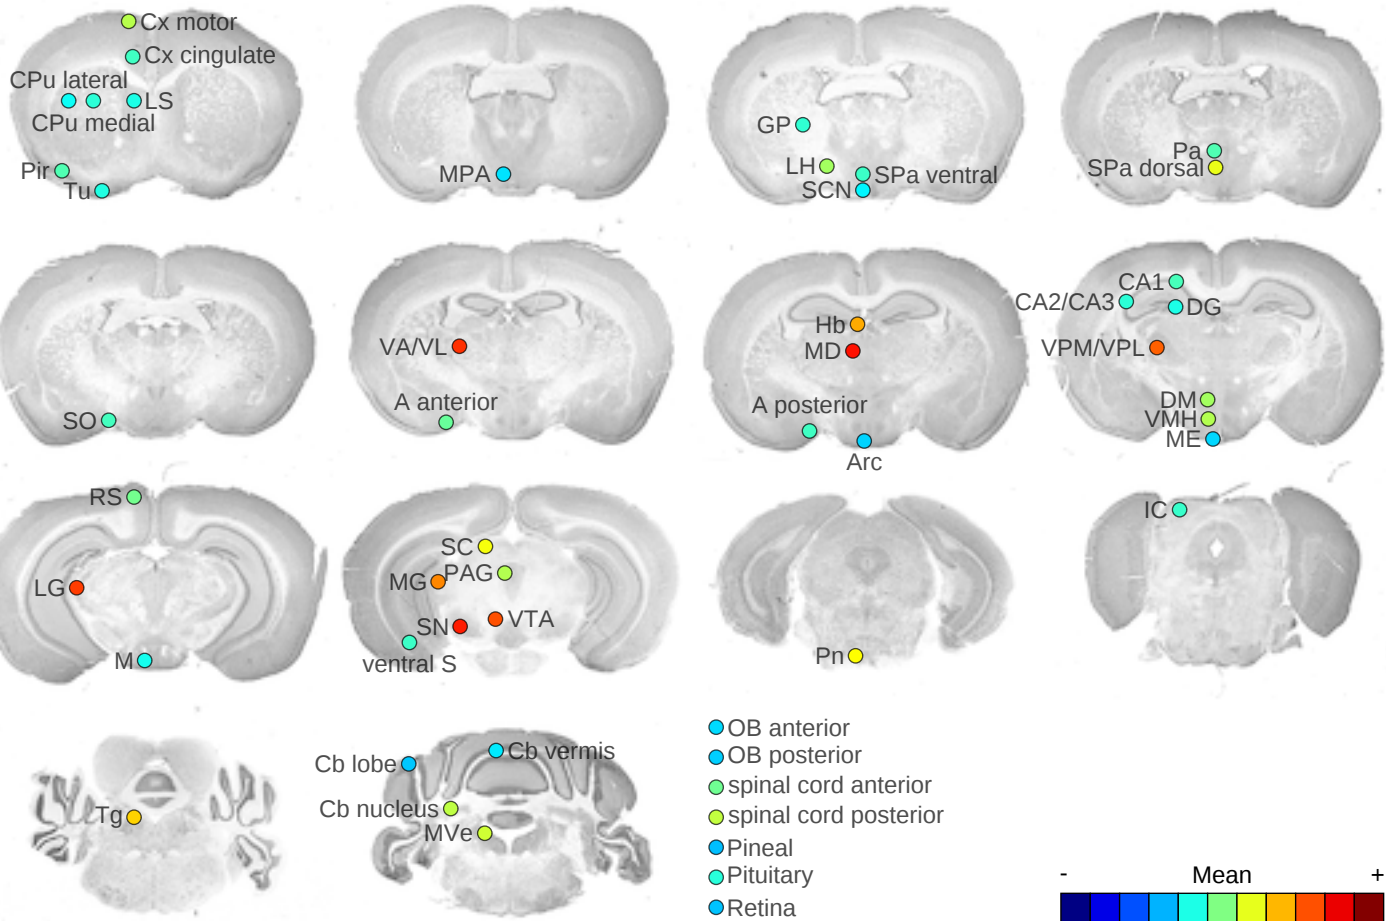 Cx motor
Cx cingulate
CPu lateral
LS
CPu medial
Pir
Tu
MPA
GP
LH
SPa ventral
SCN
Pa
SPa dorsal
SO
VA/VL
A anterior
Hb
MD
A posterior
Arc
CA1
CA2/CA3
DG
VPM/VPL
DM
VMH
ME
RS
LG
M
SC
PAG
MG
SN
VTA
ventral S
Pn
IC
Tg
Cb lobe
Cb vermis
Cb nucleus
MVe
OB anterior
OB posterior
spinal cord anterior
spinal cord posterior
Pineal
Pituitary
Retina
- Mean +